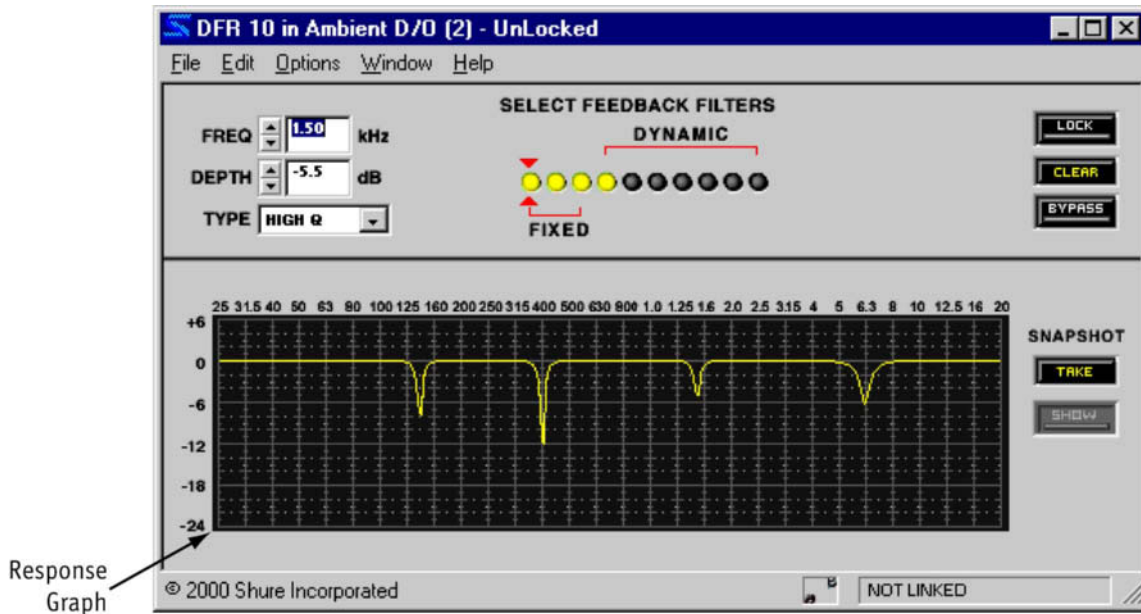 DFR 10 in Ambient D/O (2) - UnLocked
File Edit Options Window Help
SELECT FEEDBACK FILTERS
DYNAMIC
FIXED
FREQ 1.50 kHz
DEPTH -5.5 dB
TYPE HIGH Q
LOCK
CLEAR
BYPASS
25 31.5 40 50 63 80 100 125 160 200 250 315 400 500 630 800 1.0 1.25 1.6 2.0 2.5 3.15 4 5 6.3 8 10 12.5 16 20
+6
0
-6
-12
-18
-24
SNAPSHOT
TAKE
SHOW
Response
Graph
© 2000 Shure Incorporated
NOT LINKED